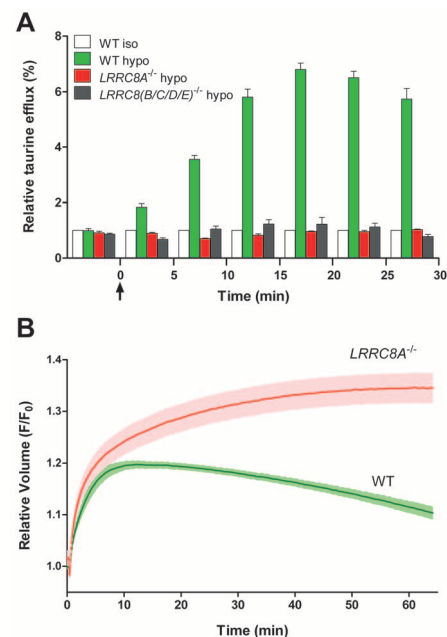 A
WT iso
WT hypo
LRRC8A-/- hypo
LRRC8(B/C/D/E)-/- hypo
Relative taurine efflux (%)
8
6
4
2
0
0 5 10 15 20 25 30
Time (min)
B
LRRC8A-/-
WT
Relative Volume (F/F0)
1.4
1.3
1.2
1.1
1.0
0 10 20 30 40 50 60
Time (min)